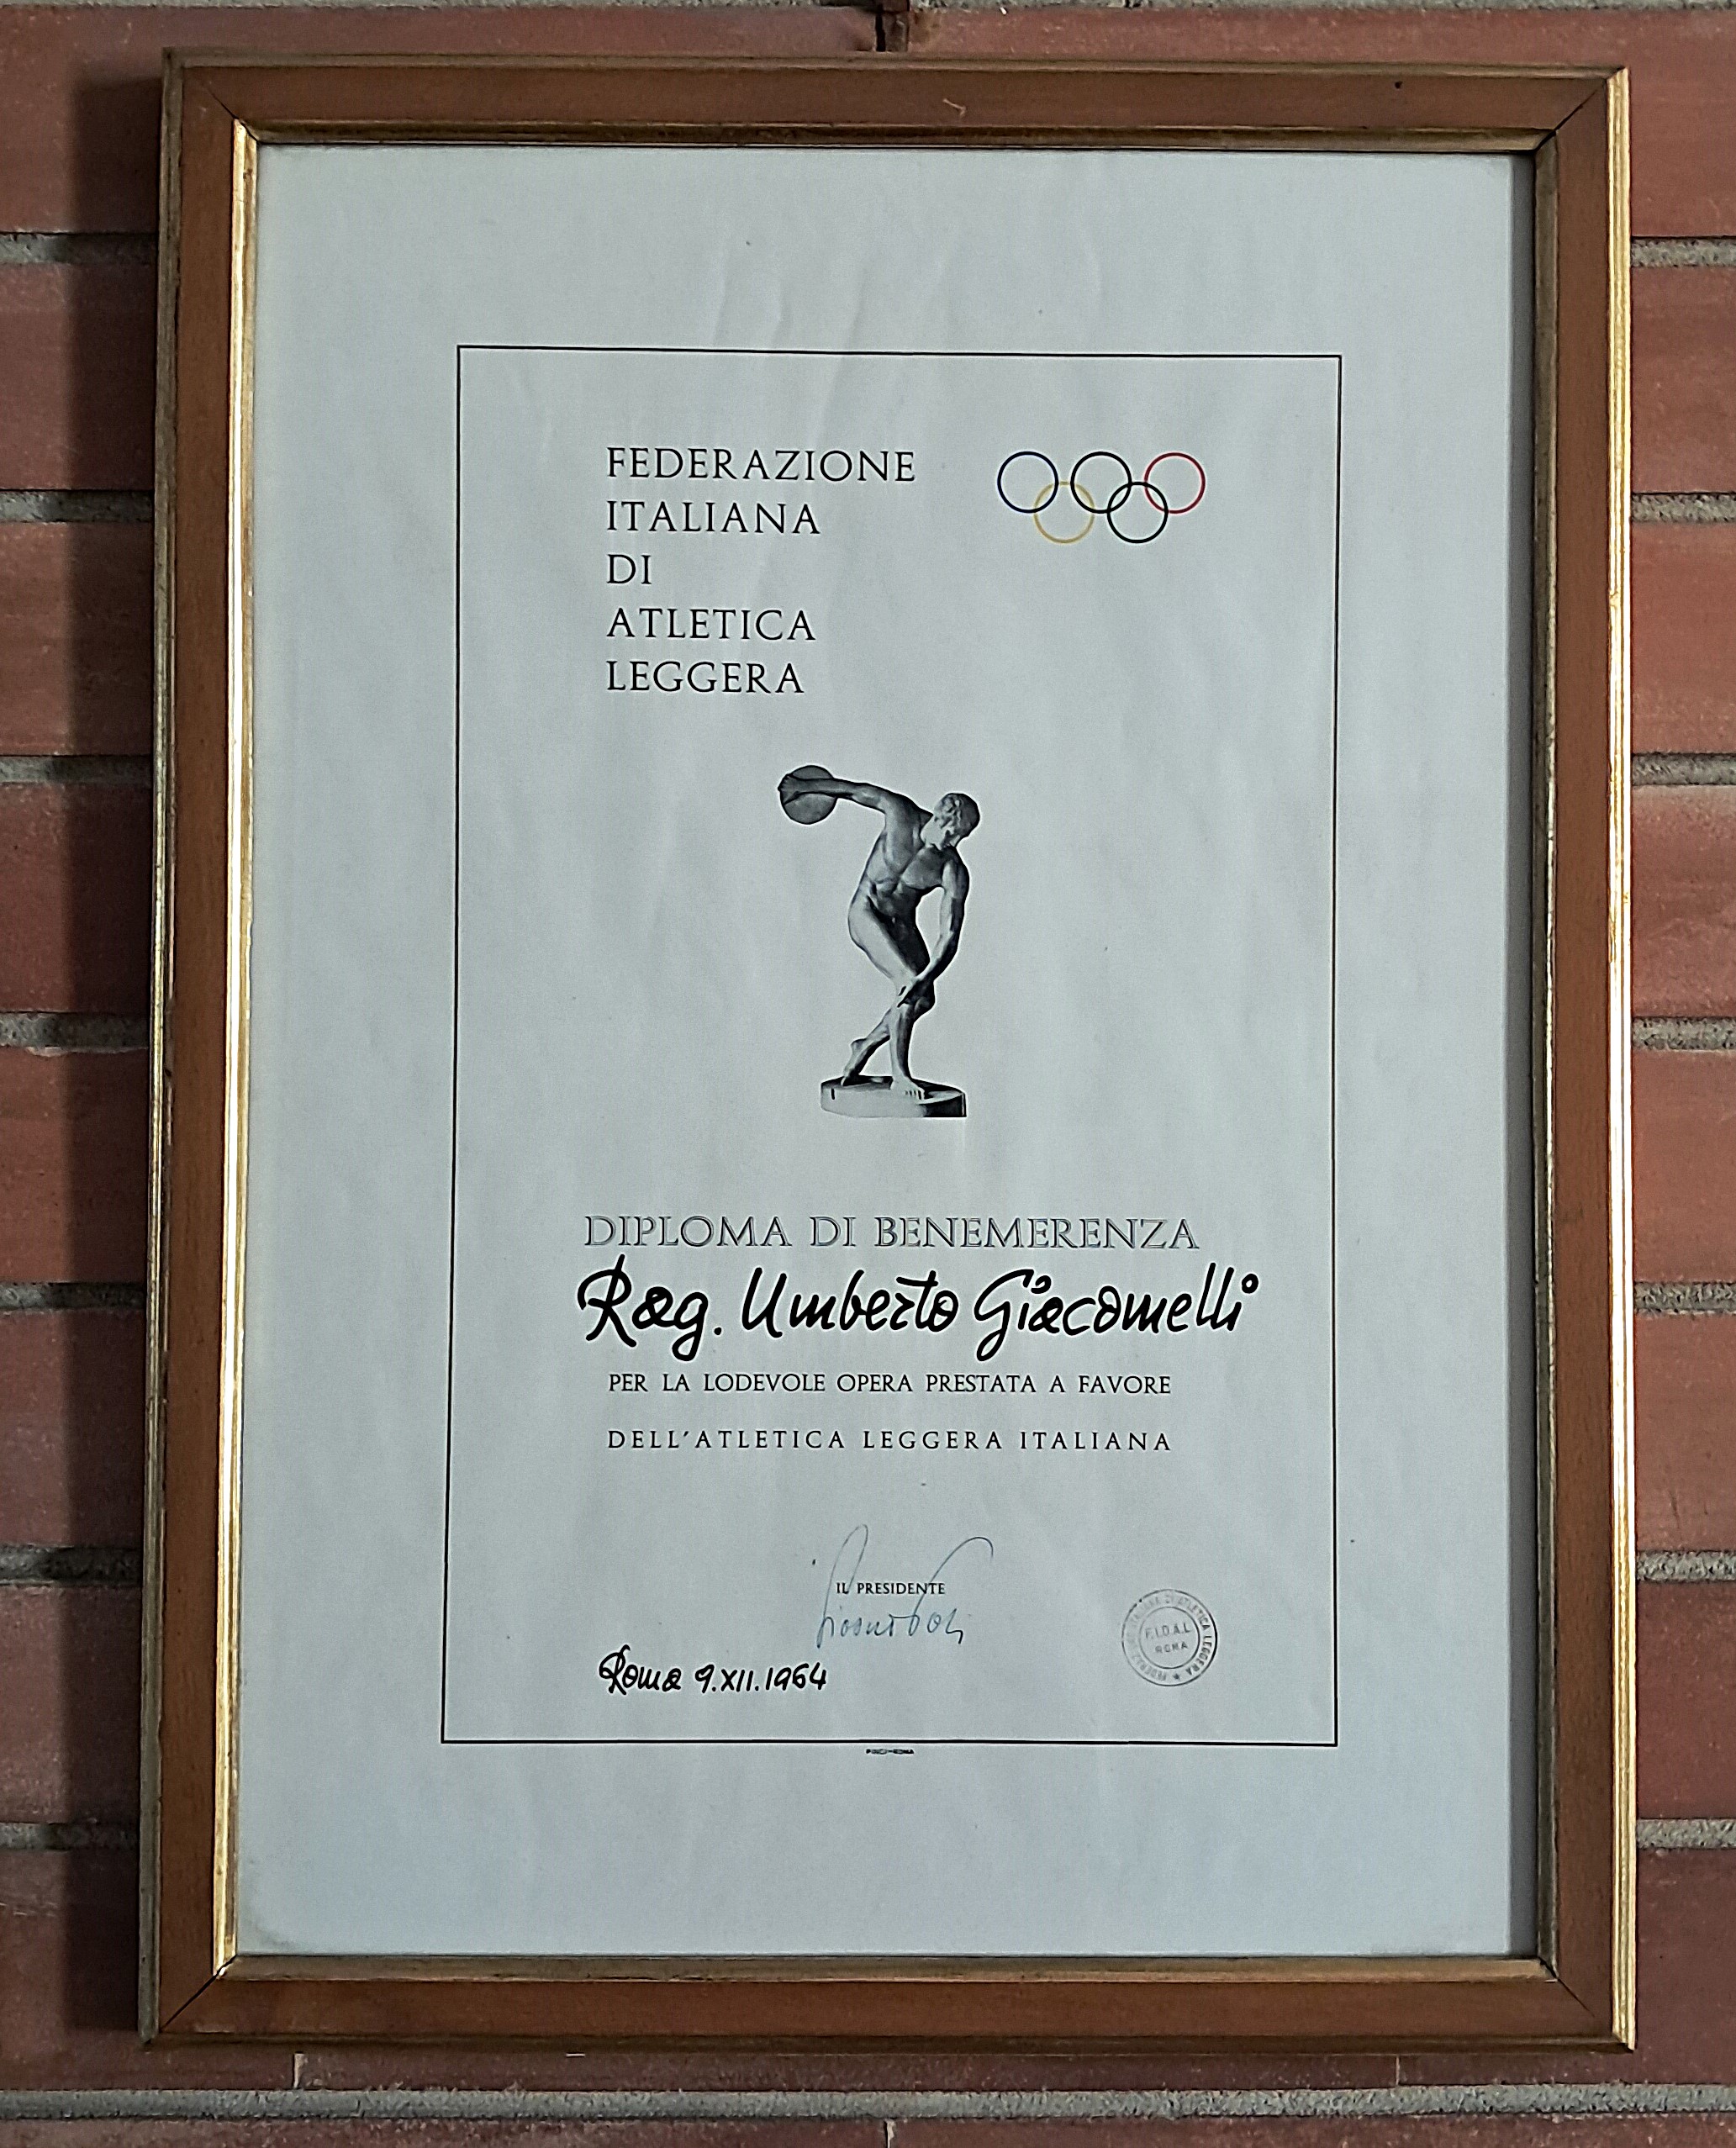 FEDERAZIONE
ITALIANA
DI
ATLETICA
LEGGERA
DIPLOMA DI BENEMERENZA
Rag. Umberto Giacomelli
PER LA LODEVOLE OPERA PRESTATA A FAVORE
DELL'ATLETICA LEGGERA ITALIANA
IL PRESIDENTE
Roma 9.XII.1964
F.I.D.A.L.
ROMA